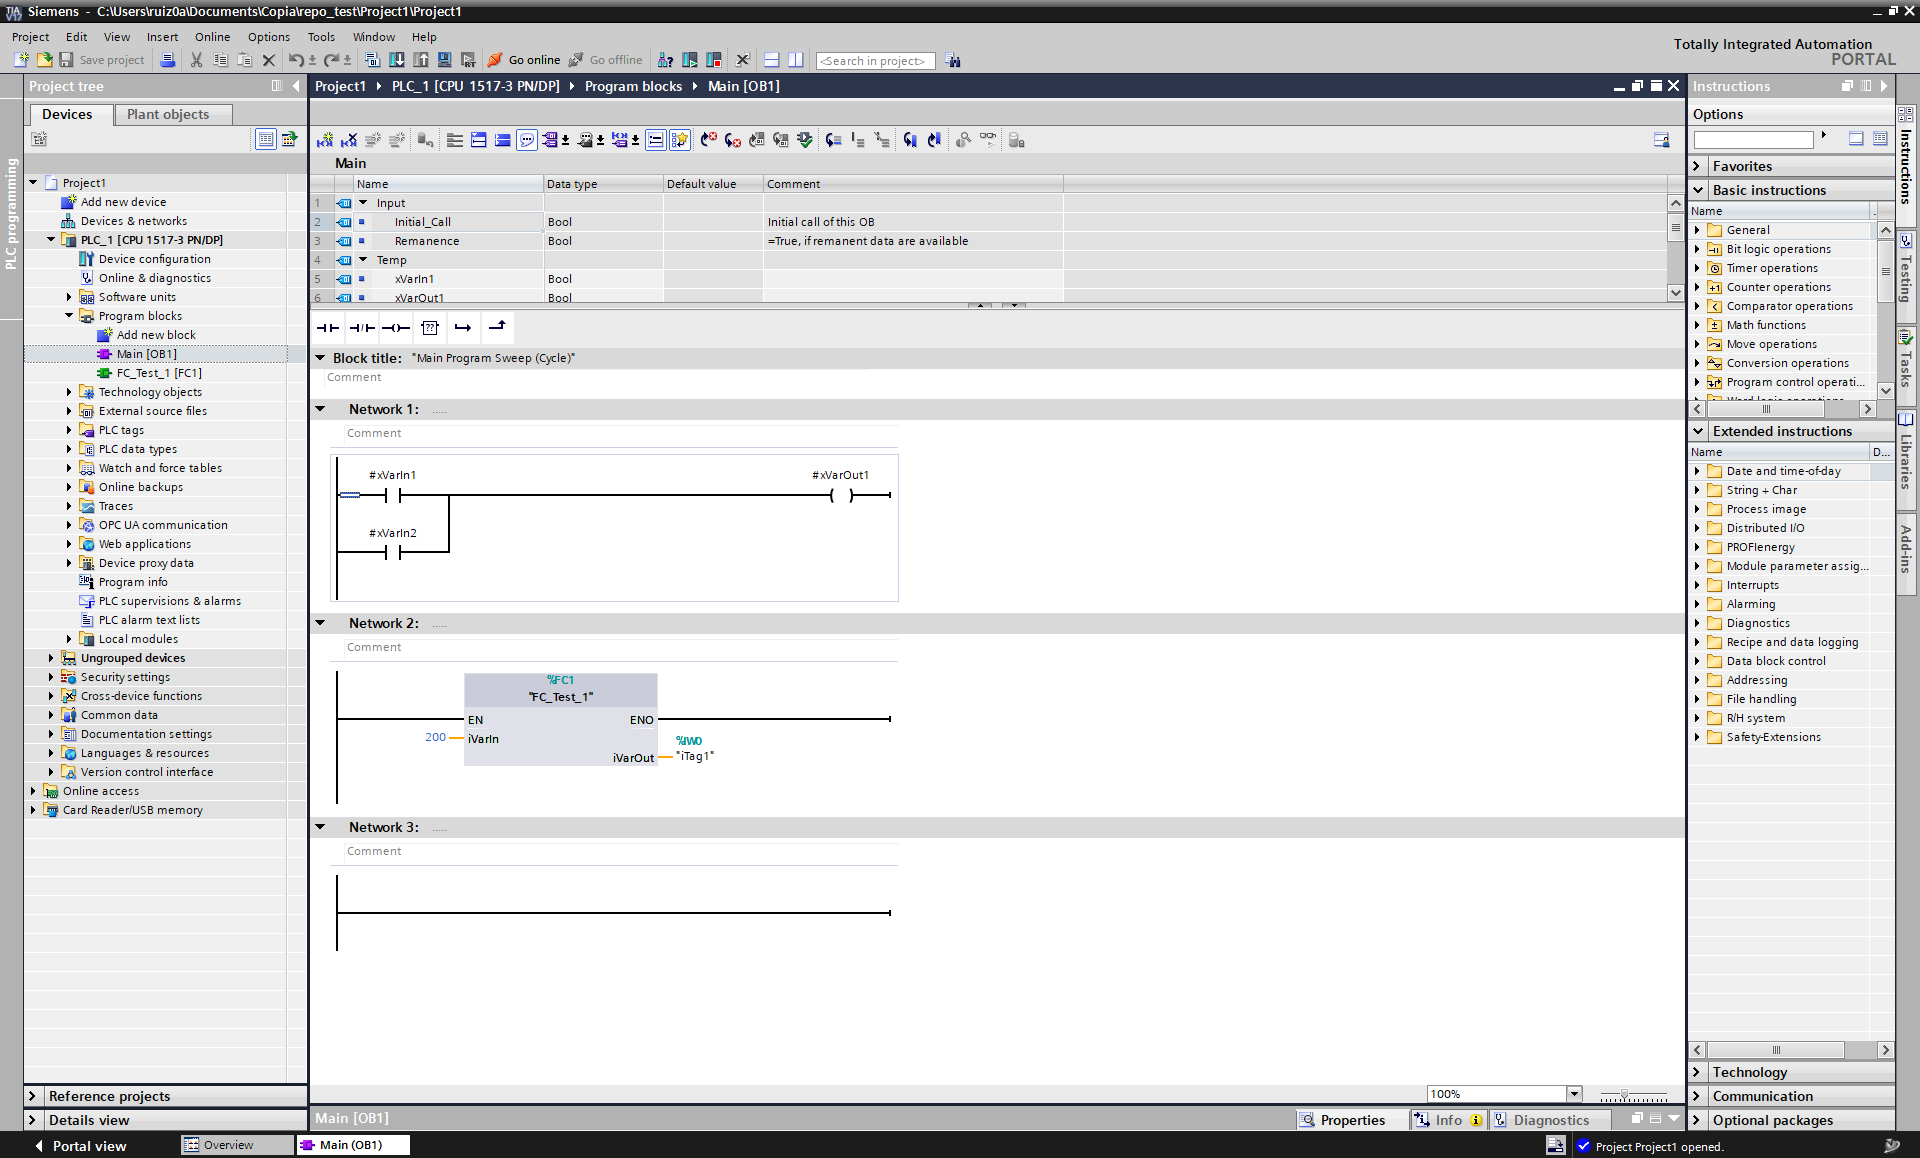 Siemens  -  C:\Users\ruiz0a\Documents\Copia\repo_test\Project1\Project1
Project Edit View Insert Online Options Tools Window Help
Save project Go online Go offline <Search in project>
Totally Integrated Automation
PORTAL
Project tree
Devices Plant objects
PLC programming
Project1
Add new device
Devices & networks
PLC_1 [CPU 1517-3 PN/DP]
Device configuration
Online & diagnostics
Software units
Program blocks
Add new block
Main [OB1]
FC_Test_1 [FC1]
Technology objects
External source files
PLC tags
PLC data types
Watch and force tables
Online backups
Traces
OPC UA communication
Web applications
Device proxy data
Program info
PLC supervisions & alarms
PLC alarm text lists
Local modules
Ungrouped devices
Security settings
Cross-device functions
Common data
Documentation settings
Languages & resources
Version control interface
Online access
Card Reader/USB memory
Reference projects
Details view
Project1 PLC_1 [CPU 1517-3 PN/DP] Program blocks Main [OB1]
Main
Name Data type Default value Comment
1 Input
2 Initial_Call Bool Initial call of this OB
3 Remanence Bool =True, if remanent data are available
4 Temp
5 xVarIn1 Bool
6 xVarOut1 Bool
Block title: "Main Program Sweep (Cycle)"
Comment
Network 1: .....
Comment
#xVarIn1 #xVarOut1
#xVarIn2
Network 2: .....
Comment
%FC1
"FC_Test_1"
EN ENO
200 iVarIn
%IW0
iVarOut "iTag1"
Network 3: .....
Comment
100%
Main [OB1] Properties Info Diagnostics
Instructions
Options
Favorites
Basic instructions
Name
General
Bit logic operations
Timer operations
Counter operations
Comparator operations
Math functions
Move operations
Conversion operations
Program control operati...
Word logic operations
Extended instructions
Name D...
Date and time-of-day
String + Char
Process image
Distributed I/O
PROFIenergy
Module parameter assig...
Interrupts
Alarming
Diagnostics
Recipe and data logging
Data block control
Addressing
File handling
R/H system
Safety-Extensions
Technology
Communication
Optional packages
Instructions
Testing
Tasks
Libraries
Add-ins
Portal view Overview Main (OB1) Project Project1 opened.